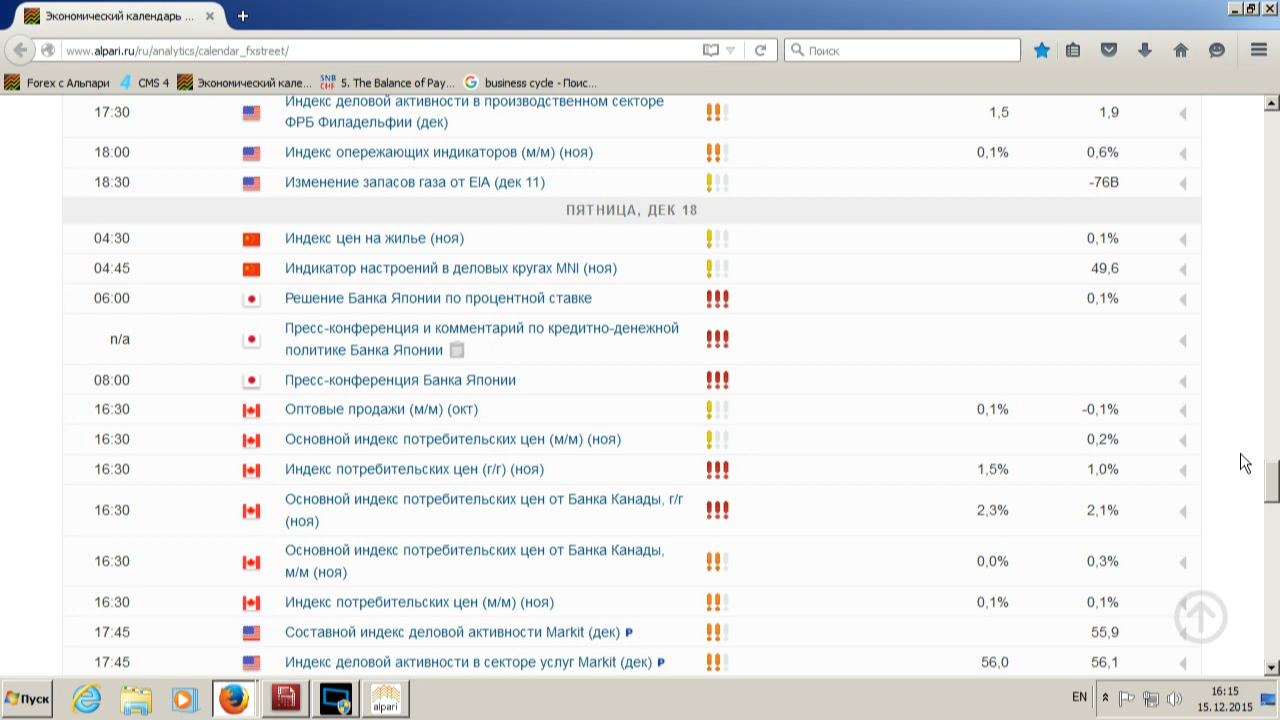 Экономический календарь ...
www.alpari.ru/ru/analytics/calendar_fxstreet/
Поиск
Forex с Альпари
CMS 4
Экономический кале...
SNB CHF 5. The Balance of Pay...
business cycle - Поис...
17:30 Индекс деловой активности в производственном секторе ФРБ Филадельфии (дек) 1,5 1,9
18:00 Индекс опережающих индикаторов (м/м) (ноя) 0,1% 0,6%
18:30 Изменение запасов газа от EIA (дек 11) -76B
ПЯТНИЦА, ДЕК 18
04:30 Индекс цен на жилье (ноя) 0,1%
04:45 Индикатор настроений в деловых кругах MNI (ноя) 49,6
06:00 Решение Банка Японии по процентной ставке 0,1%
n/a Пресс-конференция и комментарий по кредитно-денежной политике Банка Японии
08:00 Пресс-конференция Банка Японии
16:30 Оптовые продажи (м/м) (окт) 0,1% -0,1%
16:30 Основной индекс потребительских цен (м/м) (ноя) 0,2%
16:30 Индекс потребительских цен (г/г) (ноя) 1,5% 1,0%
16:30 Основной индекс потребительских цен от Банка Канады, г/г (ноя) 2,3% 2,1%
16:30 Основной индекс потребительских цен от Банка Канады, м/м (ноя) 0,0% 0,3%
16:30 Индекс потребительских цен (м/м) (ноя) 0,1% 0,1%
17:45 Составной индекс деловой активности Markit (дек) P 55,9
17:45 Индекс деловой активности в секторе услуг Markit (дек) P 56,0 56,1
Пуск
alpari
EN
16:15
15.12.2015